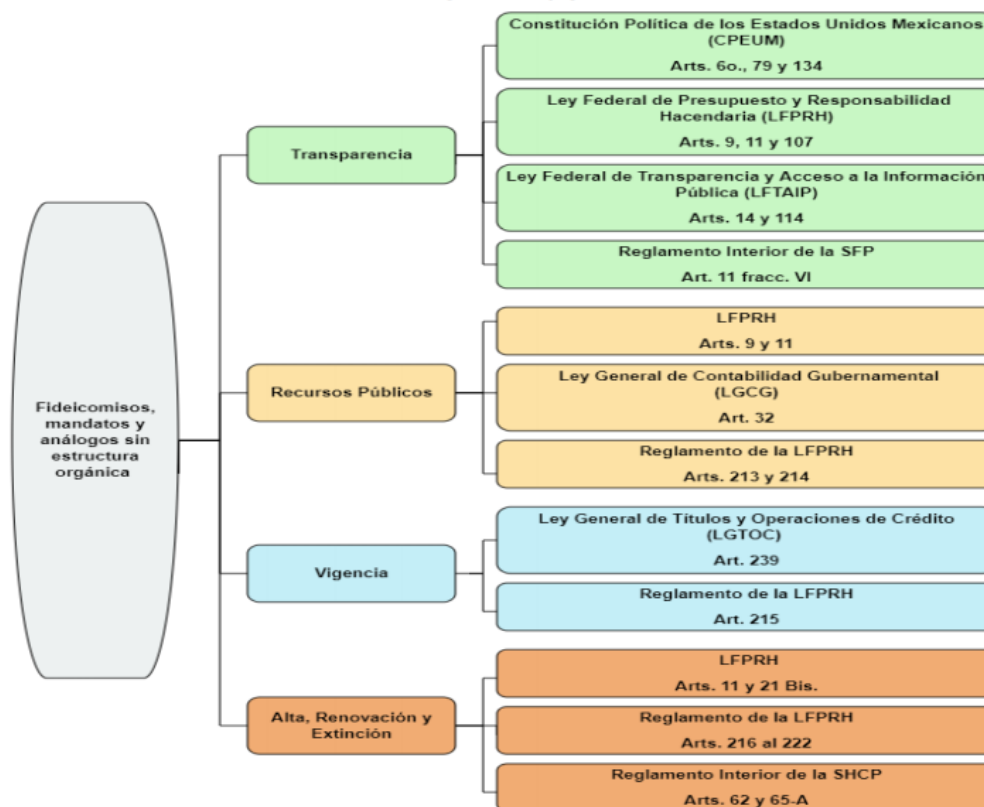 Fideicomisos,
mandatos y
análogos sin
estructura
orgánica
Transparencia
Constitución Política de los Estados Unidos Mexicanos
(CPEUM)
Arts. 6o., 79 y 134
Ley Federal de Presupuesto y Responsabilidad
Hacendaria (LFPRH)
Arts. 9, 11 y 107
Ley Federal de Transparencia y Acceso a la Información
Pública (LFTAIP)
Arts. 14 y 114
Reglamento Interior de la SFP
Art. 11 fracc. VI
Recursos Públicos
LFPRH
Arts. 9 y 11
Ley General de Contabilidad Gubernamental
(LGCG)
Art. 32
Reglamento de la LFPRH
Arts. 213 y 214
Vigencia
Ley General de Títulos y Operaciones de Crédito
(LGTOC)
Art. 239
Reglamento de la LFPRH
Art. 215
Alta, Renovación y
Extinción
LFPRH
Arts. 11 y 21 Bis.
Reglamento de la LFPRH
Arts. 216 al 222
Reglamento Interior de la SHCP
Arts. 62 y 65-A